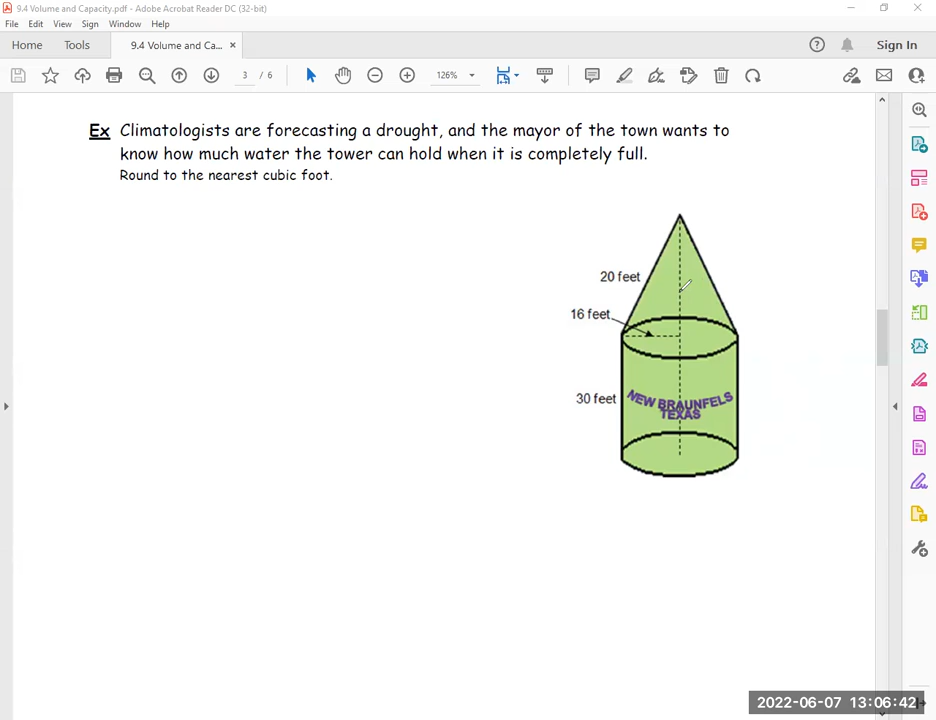 9.4 Volume and Capacity.pdf - Adobe Acrobat Reader DC (32-bit)
File Edit View Sign Window Help
Home Tools 9.4 Volume and Ca... × Sign In
3 / 6 126%
Ex Climatologists are forecasting a drought, and the mayor of the town wants to
know how much water the tower can hold when it is completely full.
Round to the nearest cubic foot.
20 feet
16 feet
30 feet
NEW BRAUNFELS
TEXAS
2022-06-07 13:06:42